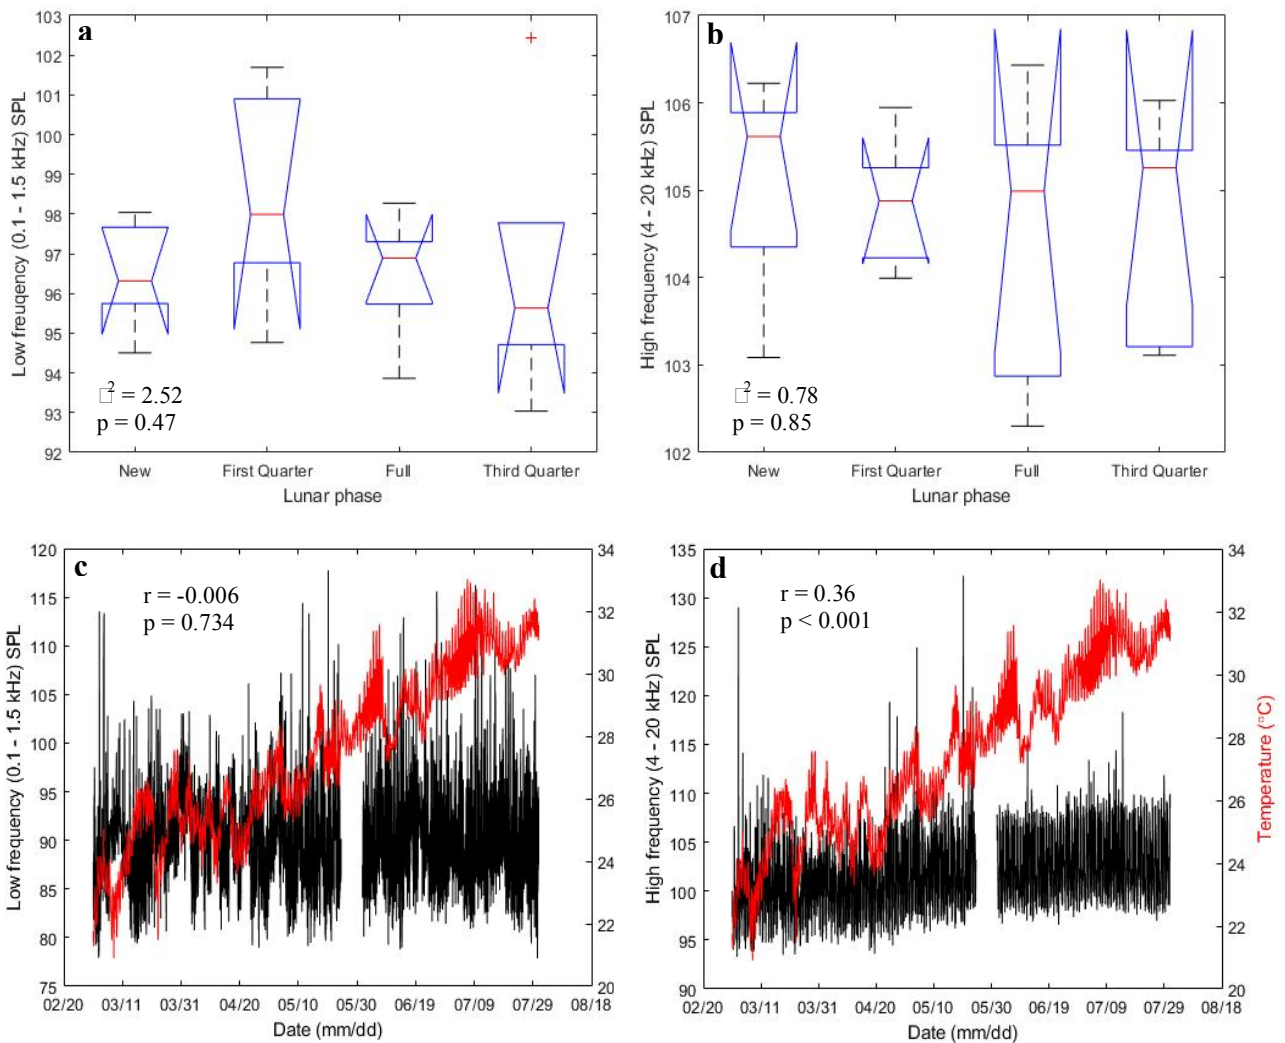 a
Low freuqency (0.1 - 1.5 kHz) SPL
103
102
101
100
99
98
97
96
95
94
93
92
□² = 2.52
p = 0.47
New First Quarter Full Third Quarter
Lunar phase
b
High frequency (4 - 20 kHz) SPL
107
106
105
104
103
102
□² = 0.78
p = 0.85
New First Quarter Full Third Quarter
Lunar phase
c
Low frequency (0.1 - 1.5 kHz) SPL
120
115
110
105
100
95
90
85
80
75
r = -0.006
p = 0.734
34
32
30
28
26
24
22
20
02/20 03/11 03/31 04/20 05/10 05/30 06/19 07/09 07/29 08/18
Date (mm/dd)
d
High frequency (4 - 20 kHz) SPL
135
130
125
120
115
110
105
100
95
90
r = 0.36
p < 0.001
34
32
30
28
26
24
22
20
Temperature (°C)
02/20 03/11 03/31 04/20 05/10 05/30 06/19 07/09 07/29 08/18
Date (mm/dd)